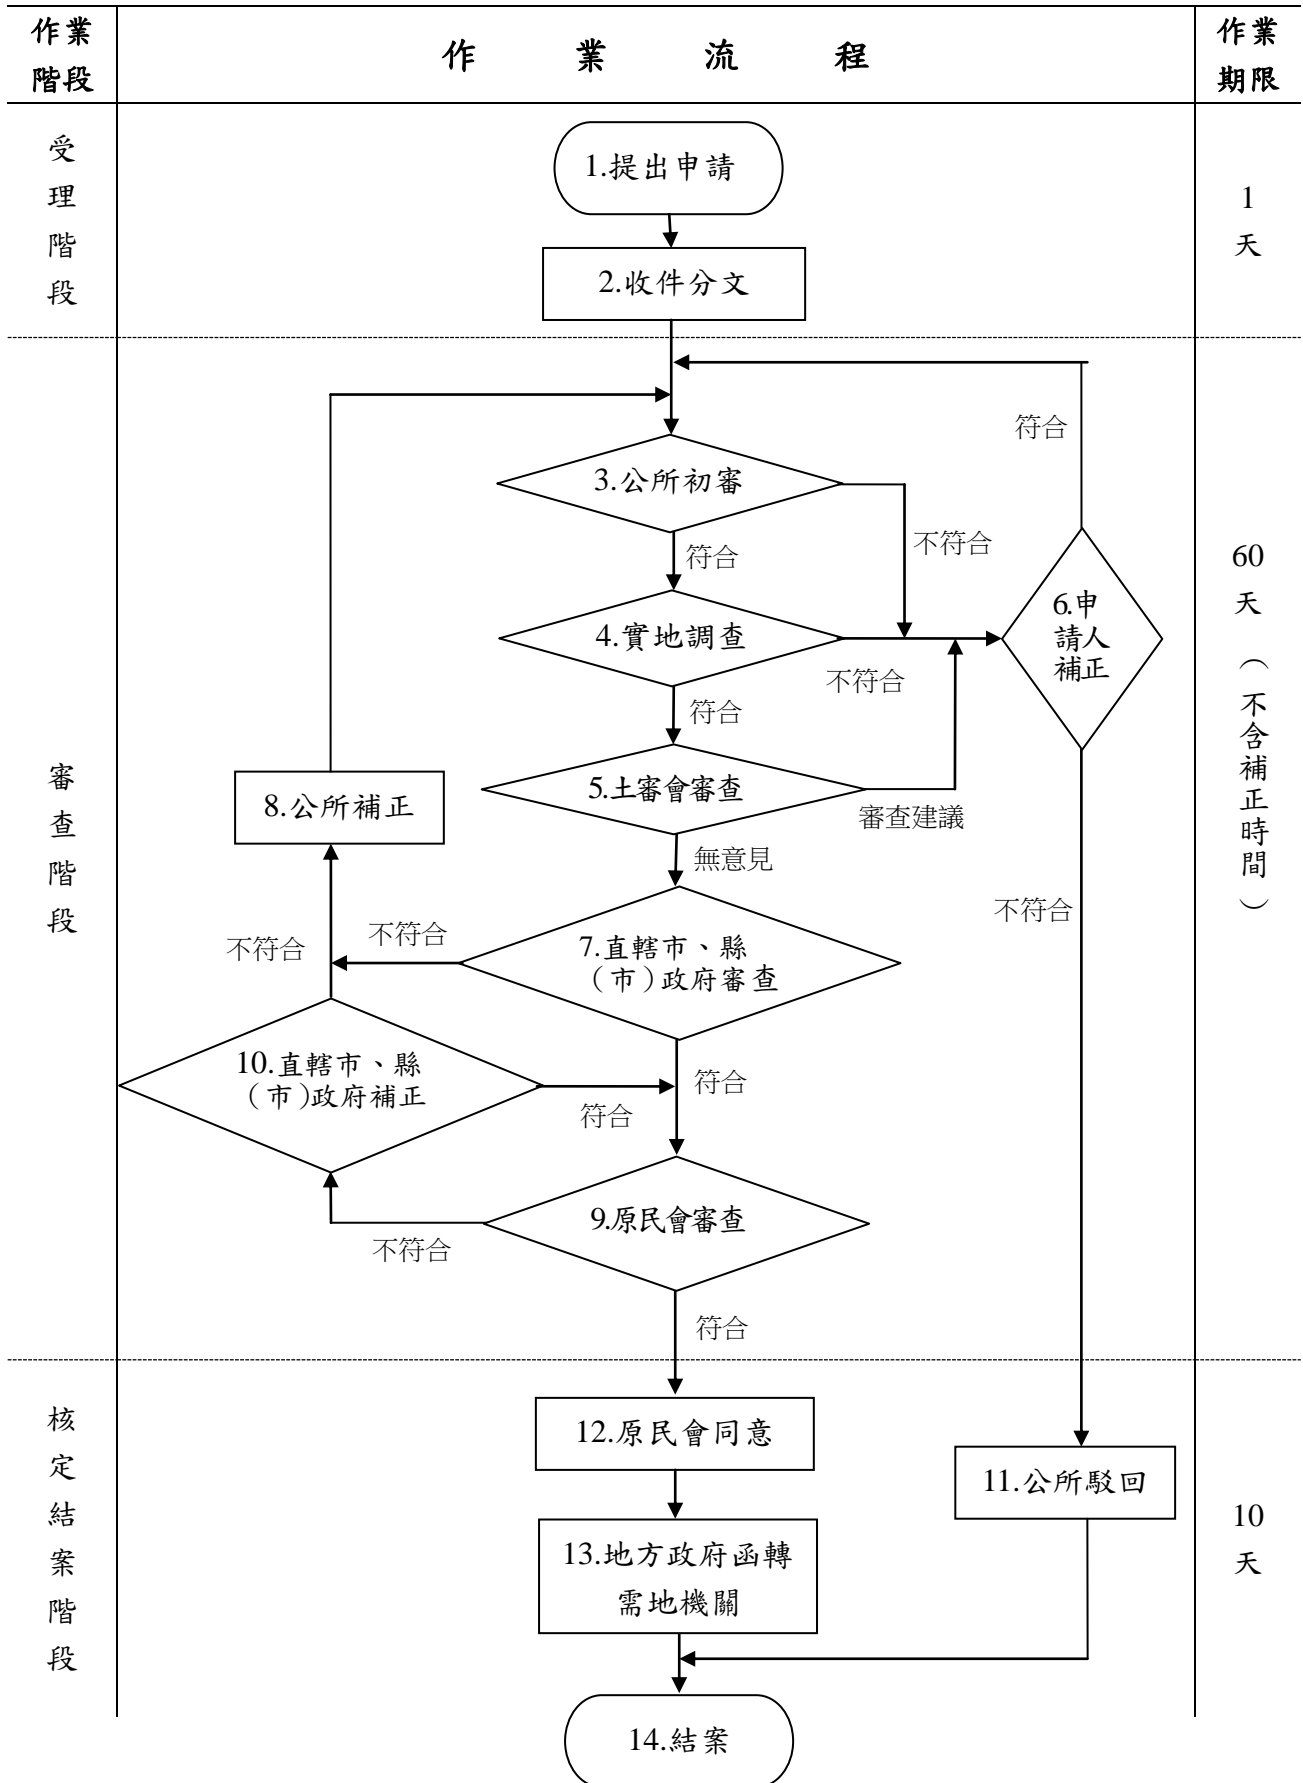 作業
階段
作業流程
作業
期限
受
理
階
段
1.提出申請
2.收件分文
1
天
審
查
階
段
符合
3.公所初審
不符合
符合
4.實地調查
不符合
6.申
請人
補正
符合
5.土審會審查
審查建議
8.公所補正
無意見
不符合
不符合
不符合
7.直轄市、縣
（市）政府審查
10.直轄市、縣
（市）政府補正
符合
符合
9.原民會審查
不符合
符合
60
天
（
不
含
補
正
時
間
）
核
定
結
案
階
段
12.原民會同意
11.公所駁回
13.地方政府函轉
需地機關
14.結案
10
天